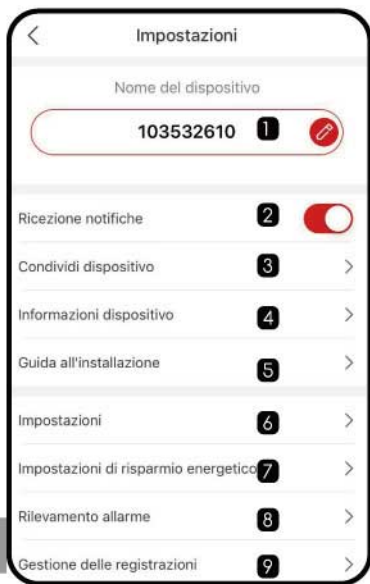 Impostazioni
Nome del dispositivo
103532610 1
Ricezione notifiche 2
Condividi dispositivo 3
Informazioni dispositivo 4
Guida all'installazione 5
Impostazioni 6
Impostazioni di risparmio energetico 7
Rilevamento allarme 8
Gestione delle registrazioni 9